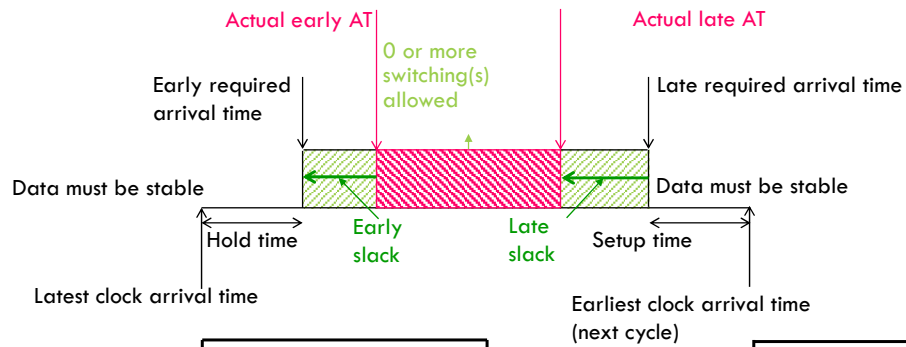 Actual early AT
Actual late AT
0 or more
switching(s)
allowed
Early required
arrival time
Late required arrival time
Data must be stable
Data must be stable
Hold time
Early
slack
Late
slack
Setup time
Latest clock arrival time
Earliest clock arrival time
(next cycle)